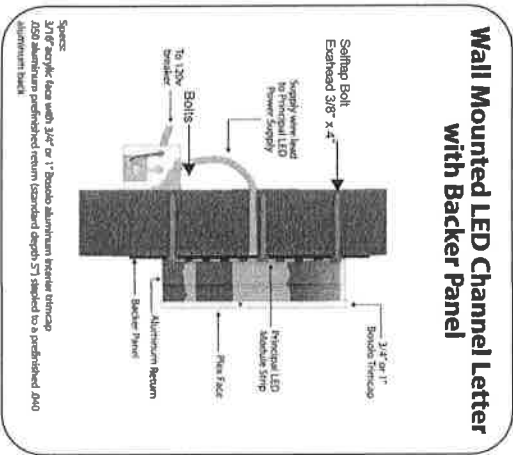 Wall Mounted LED Channel Letter
with Backer Panel
Selftap Bolt
Exahead 3/8" x 4"
Supply wire lead
to Principal LED
Power Supply
Bolts
To 120v
breaker
3/4" or 1"
Bosolo Trimcap
Principal LED
Module Strip
Plex Face
Aluminum Return
Backer Panel
Specs:
3/16" acrylic face with 3/4" or 1" Bosolo aluminum interior trimcap
.050 aluminum prefinished return (standard depth 5") stapled to a prefinished .040
aluminum back